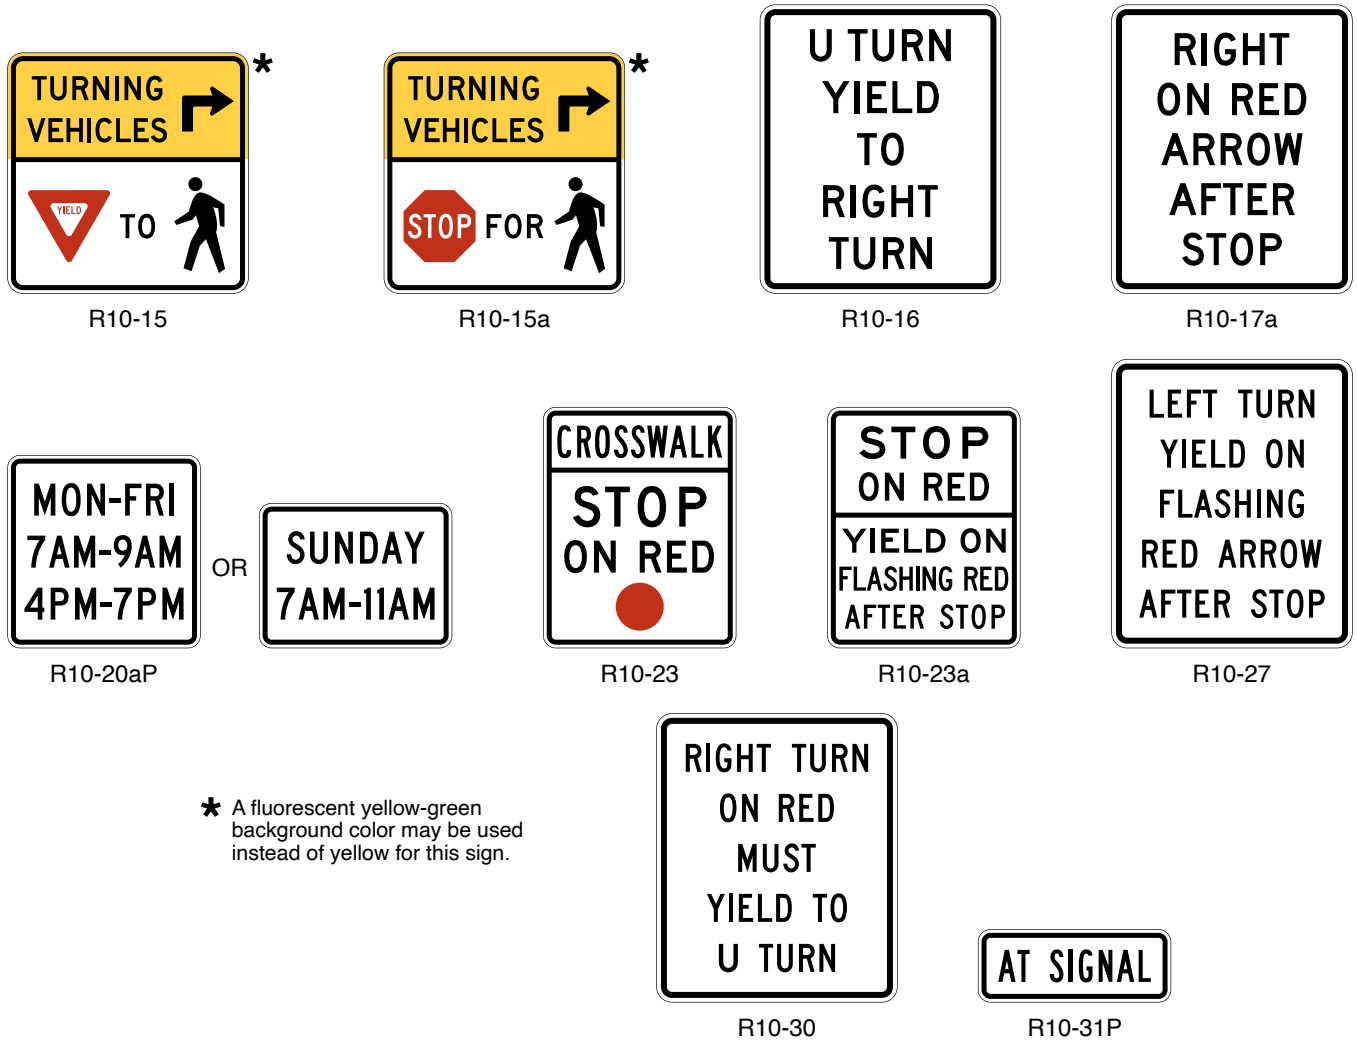 TURNING
VEHICLES
*
YIELD
TO
R10-15
TURNING
VEHICLES
*
STOP FOR
R10-15a
U TURN
YIELD
TO
RIGHT
TURN
R10-16
RIGHT
ON RED
ARROW
AFTER
STOP
R10-17a
MON-FRI
7AM-9AM
4PM-7PM
OR
SUNDAY
7AM-11AM
R10-20aP
CROSSWALK
STOP
ON RED
R10-23
STOP
ON RED
YIELD ON
FLASHING RED
AFTER STOP
R10-23a
LEFT TURN
YIELD ON
FLASHING
RED ARROW
AFTER STOP
R10-27
* A fluorescent yellow-green
background color may be used
instead of yellow for this sign.
RIGHT TURN
ON RED
MUST
YIELD TO
U TURN
R10-30
AT SIGNAL
R10-31P